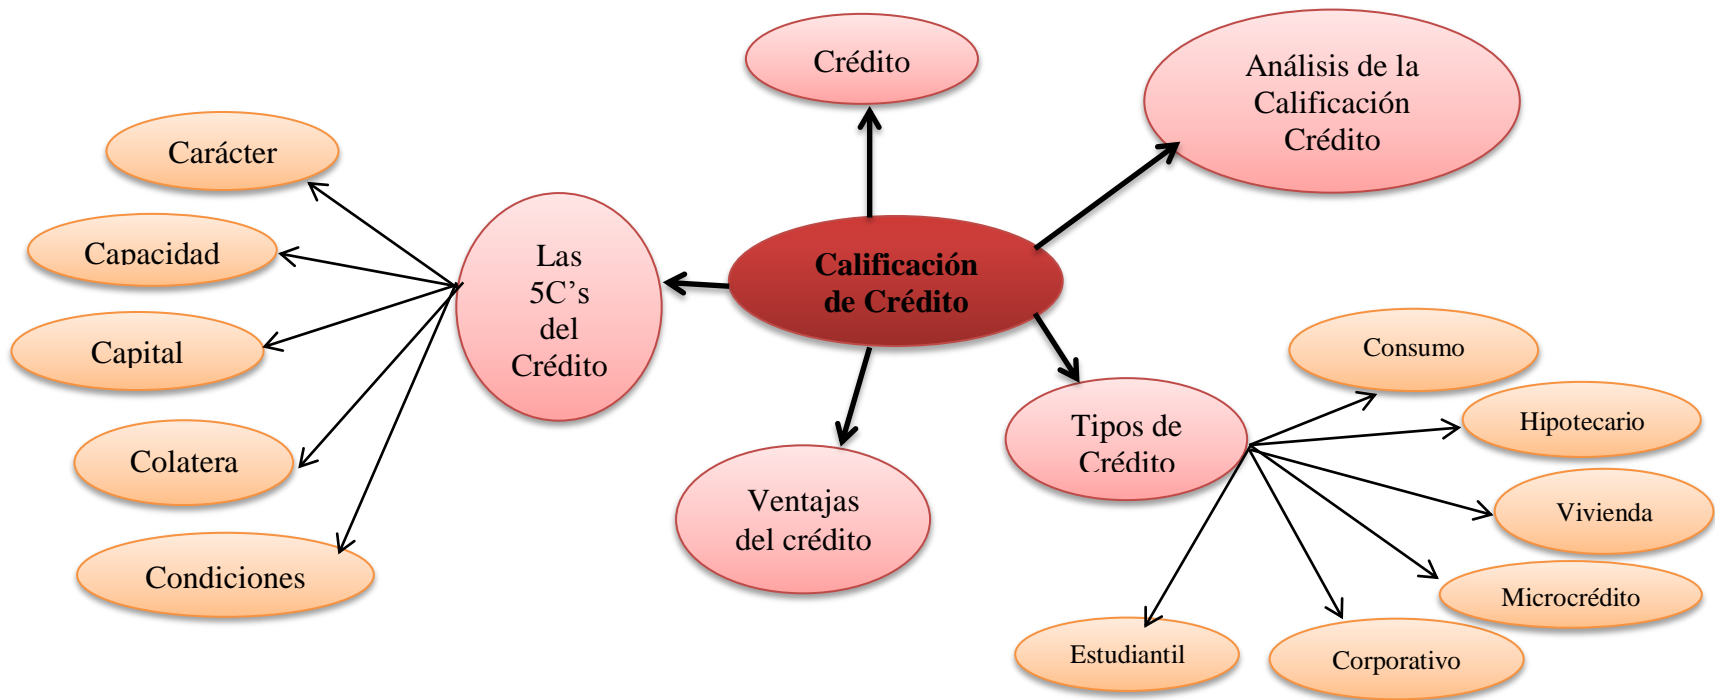 Crédito
Análisis de la
Calificación
Crédito
Carácter
Capacidad
Capital
Colatera
Condiciones
Las
5C’s
del
Crédito
Calificación
de Crédito
Ventajas
del crédito
Tipos de
Crédito
Consumo
Hipotecario
Vivienda
Microcrédito
Corporativo
Estudiantil